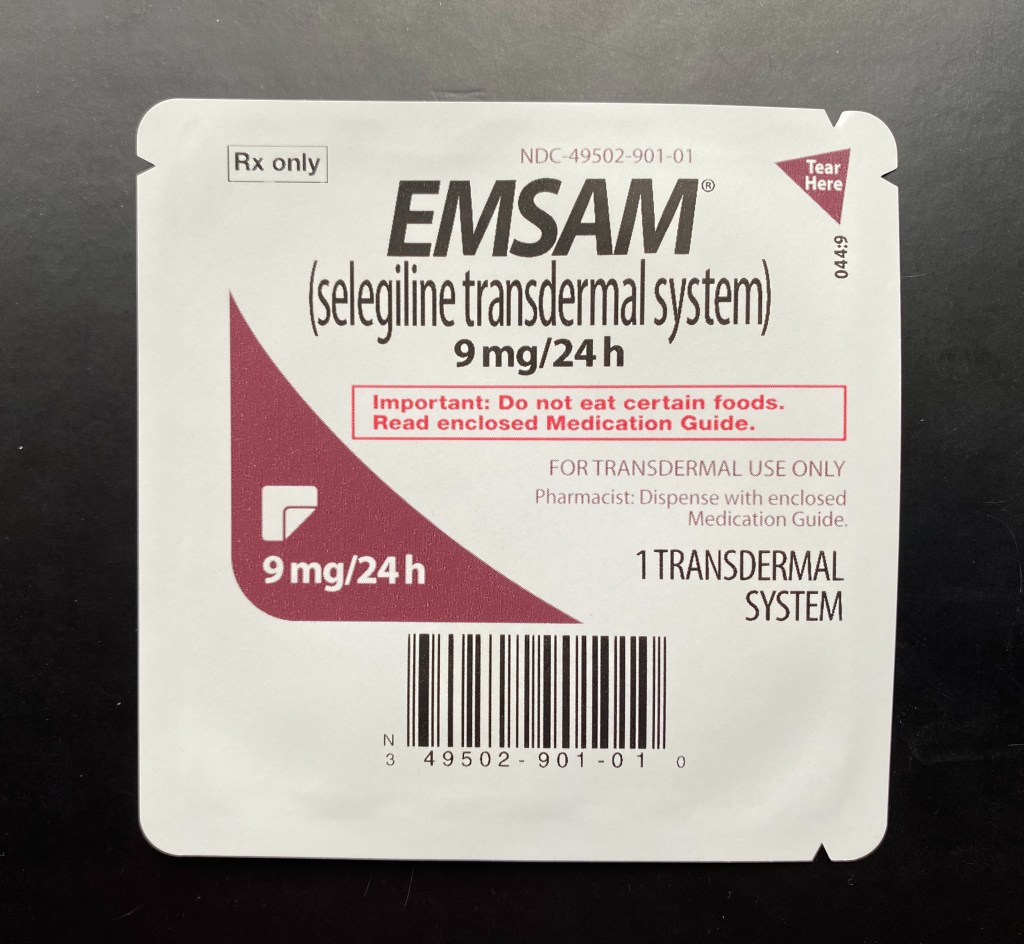 Rx only
NDC-49502-901-01
Tear
Here
EMSAM®
044:9
(selegiline transdermal system)
9 mg/24 h
Important: Do not eat certain foods.
Read enclosed Medication Guide.
FOR TRANSDERMAL USE ONLY
Pharmacist: Dispense with enclosed
Medication Guide.
9 mg/24 h
1 TRANSDERMAL
SYSTEM
N
3 49502-901-01 0